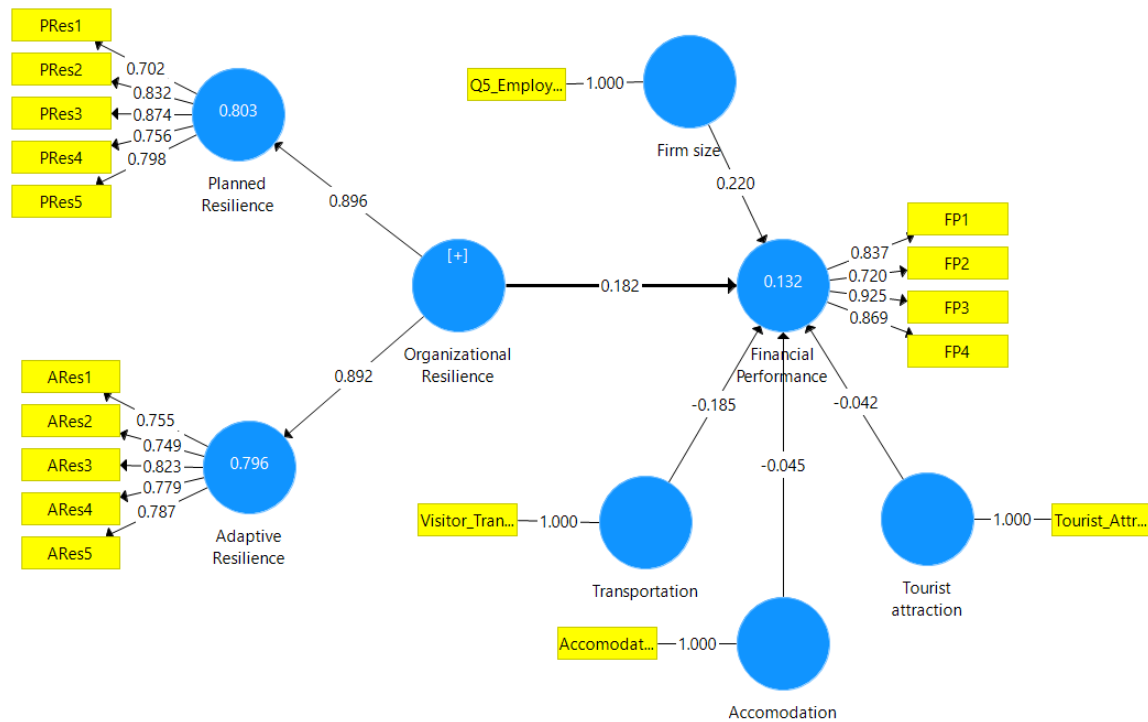 PRes1
PRes2
PRes3
PRes4
PRes5
0.702
0.832
0.874
0.756
0.798
0.803
Planned
Resilience
0.896
Q5_Employ...
1.000
Firm size
0.220
[+]
Organizational
Resilience
0.182
0.132
Financial
Performance
0.837
0.720
0.925
0.869
FP1
FP2
FP3
FP4
0.892
ARes1
ARes2
ARes3
ARes4
ARes5
0.755
0.749
0.823
0.779
0.787
0.796
Adaptive
Resilience
-0.185
-0.045
-0.042
Visitor_Tran...
1.000
Transportation
Accomodat...
1.000
Accomodation
Tourist
attraction
1.000
Tourist_Attr...